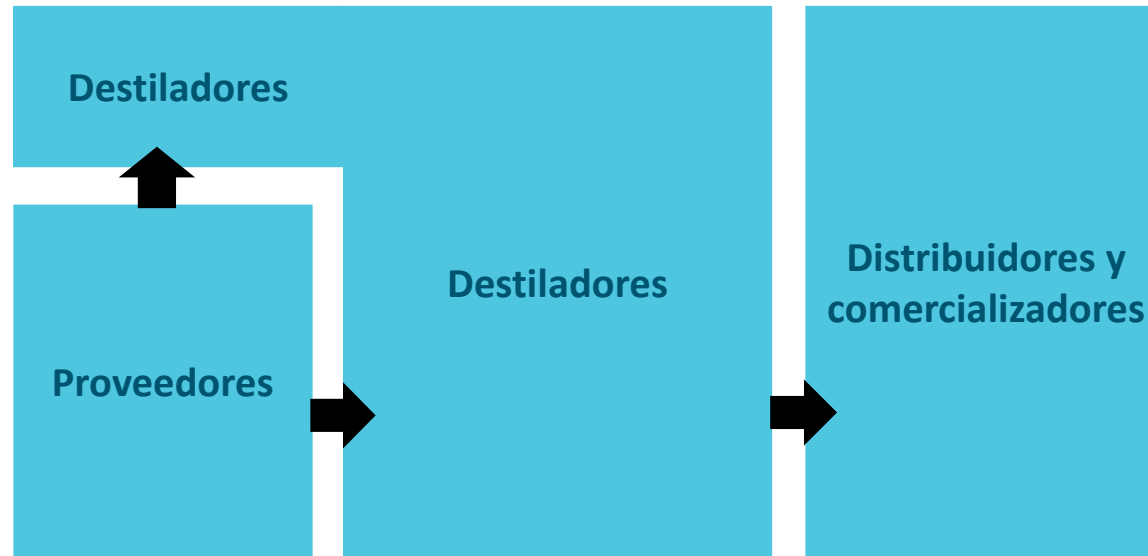 Destiladores
Proveedores
Destiladores
Distribuidores y
comercializadores